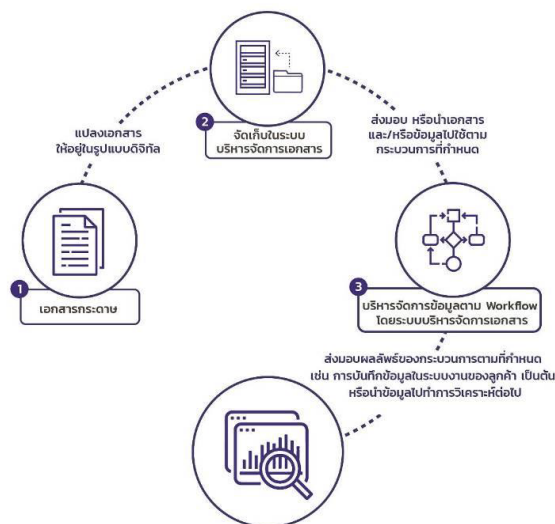 แปลงเอกสาร
ให้อยู่ในรูปแบบดิจิทัล
2
จัดเก็บในระบบ
บริหารจัดการเอกสาร
ส่งมอบ หรือนำเอกสาร
และ/หรือข้อมูลไปใช้ตาม
กระบวนการที่กำหนด
1
เอกสารกระดาษ
3
บริหารจัดการข้อมูลตาม Workflow
โดยระบบบริหารจัดการเอกสาร
ส่งมอบผลลัพธ์ของกระบวนการตามที่กำหนด
เช่น การบันทึกข้อมูลในระบบงานของลูกค้า เป็นต้น
หรือนำข้อมูลไปทำการวิเคราะห์ต่อไป